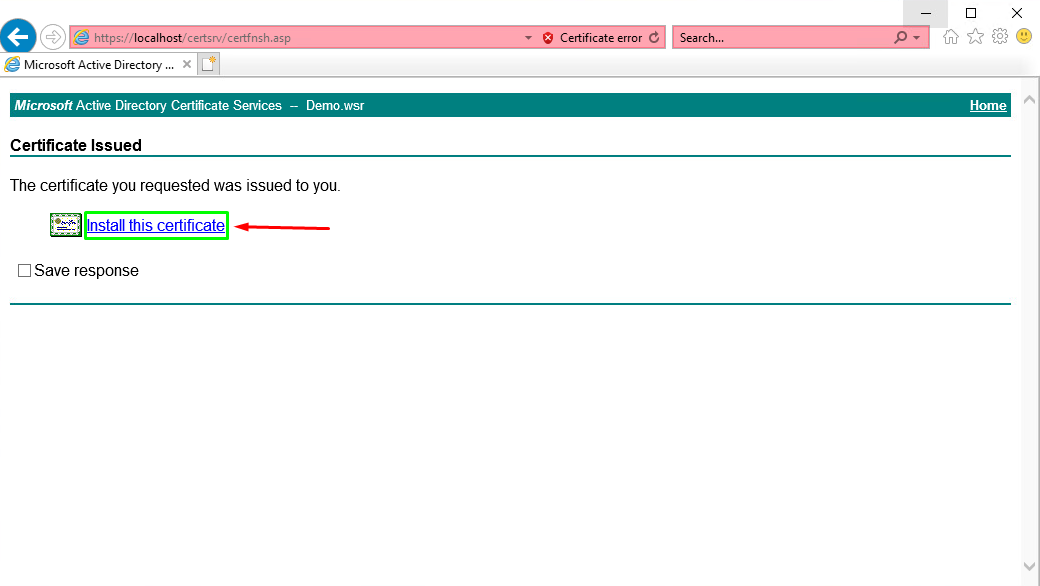 https://localhost/certsrv/certfnsh.asp Certificate error Search...
Microsoft Active Directory ...
Microsoft Active Directory Certificate Services -- Demo.wsr Home
Certificate Issued
The certificate you requested was issued to you.
Install this certificate
Save response